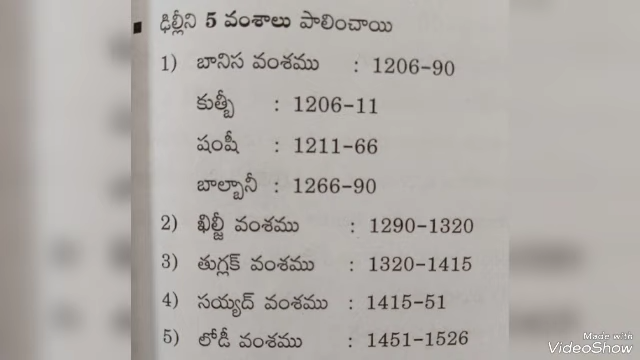 ■ ఢిల్లీని 5 వంశాలు పాలించాయి
1) బానిస వంశము : 1206-90
కుత్బీ : 1206-11
షంషీ : 1211-66
బాల్బానీ : 1266-90
2) ఖిల్జీ వంశము : 1290-1320
3) తుగ్లక్ వంశము : 1320-1415
4) సయ్యద్ వంశము : 1415-51
5) లోడీ వంశము : 1451-1526
Made with
VideoShow